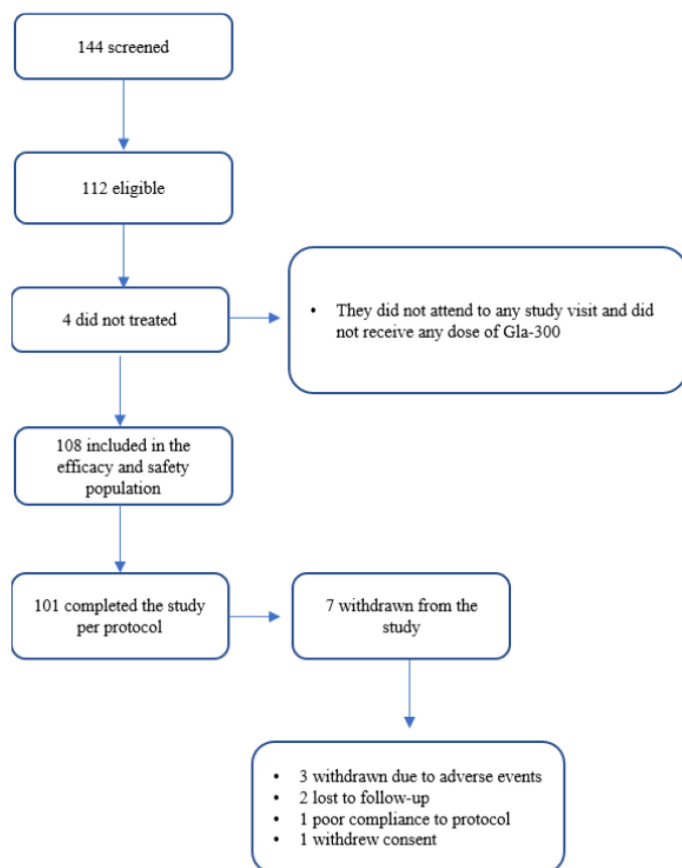 144 screened
112 eligible
4 did not treated
• They did not attend to any study visit and did
not receive any dose of Gla-300
108 included in the
efficacy and safety
population
101 completed the study
per protocol
7 withdrawn from the
study
• 3 withdrawn due to adverse events
• 2 lost to follow-up
• 1 poor compliance to protocol
• 1 withdrew consent